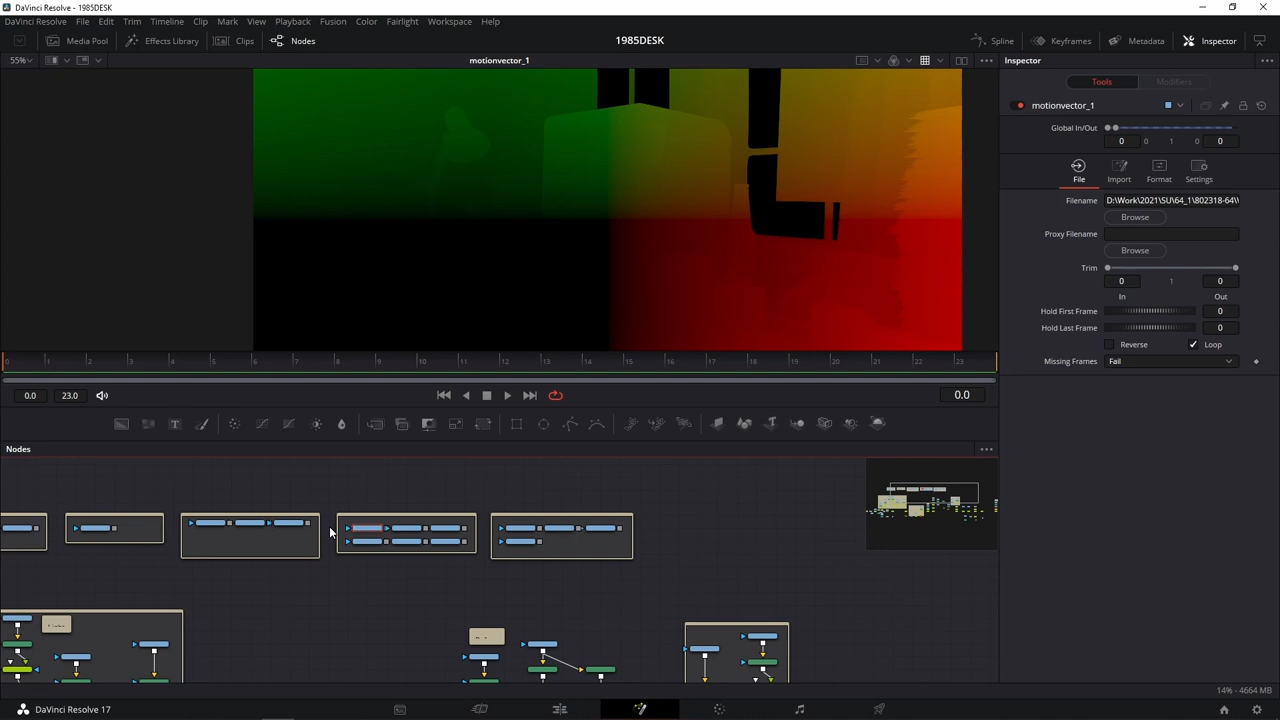 DaVinci Resolve - 1985DESK
DaVinci Resolve File Edit Trim Timeline Clip Mark View Playback Fusion Color Fairlight Workspace Help
Media Pool Effects Library Clips Nodes 1985DESK Spline Keyframes Metadata Inspector
55% motionvector_1 Inspector
Tools Modifiers
motionvector_1
Global In/Out
0 0 1 0 0
File Import Format Settings
Filename D:\Work\2021\SU\64_1\802318-64\\
Browse
Proxy Filename
Browse
Trim
0 1 0
In Out
Hold First Frame 0
Hold Last Frame 0
Reverse Loop
Missing Frames Fail
0 1 2 3 4 5 6 7 8 9 10 11 12 13 14 15 16 17 18 19 20 21 22 23
0.0 23.0 0.0
Nodes
14% - 4664 MB
DaVinci Resolve 17